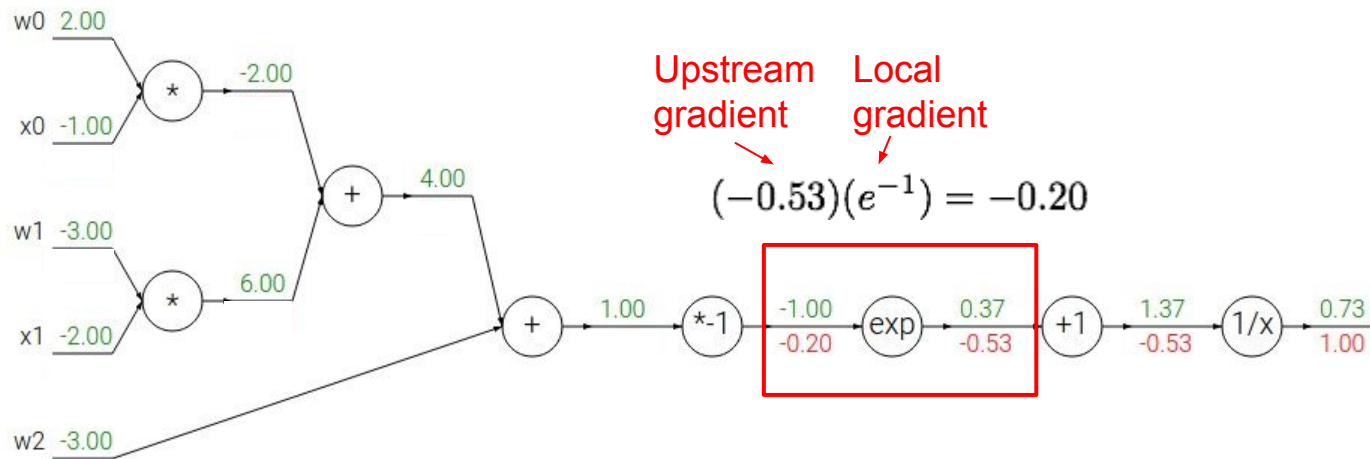 w0 2.00
x0 -1.00
*
-2.00
w1 -3.00
x1 -2.00
*
6.00
+
4.00
w2 -3.00
+
1.00
*-1
-1.00
-0.20
exp
0.37
-0.53
+1
1.37
-0.53
1/x
0.73
1.00
Upstream
gradient
Local
gradient
(-0.53)(e^{-1}) = -0.20